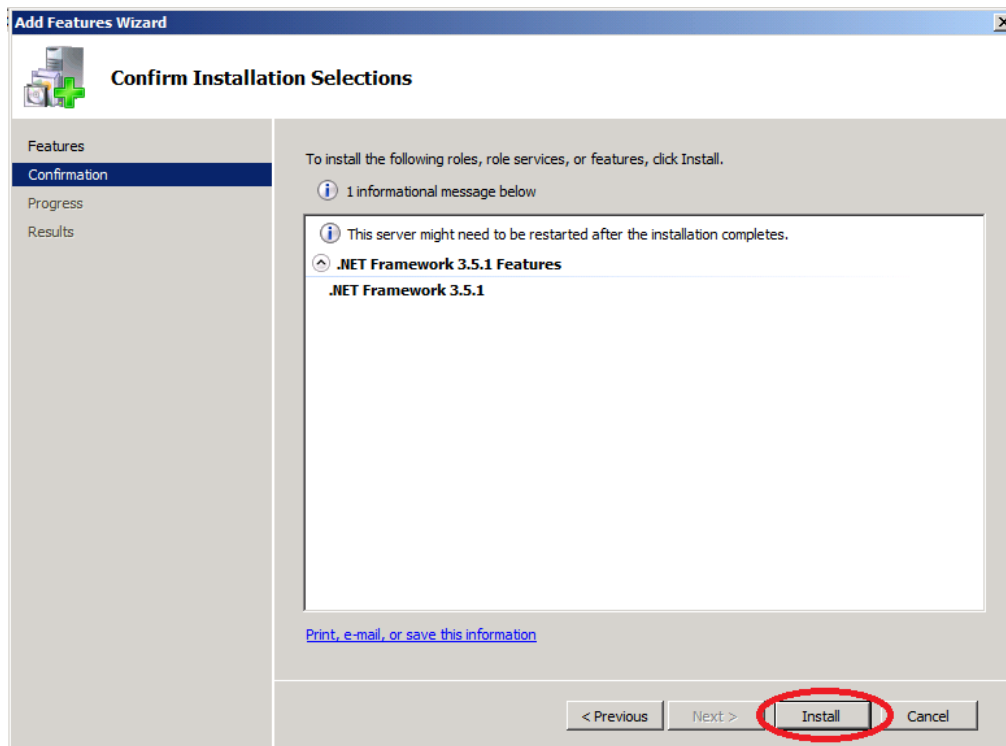 Add Features Wizard
Confirm Installation Selections
Features
Confirmation
Progress
Results
To install the following roles, role services, or features, click Install.
1 informational message below
This server might need to be restarted after the installation completes.
.NET Framework 3.5.1 Features
.NET Framework 3.5.1
Print, e-mail, or save this information
< Previous Next > Install Cancel